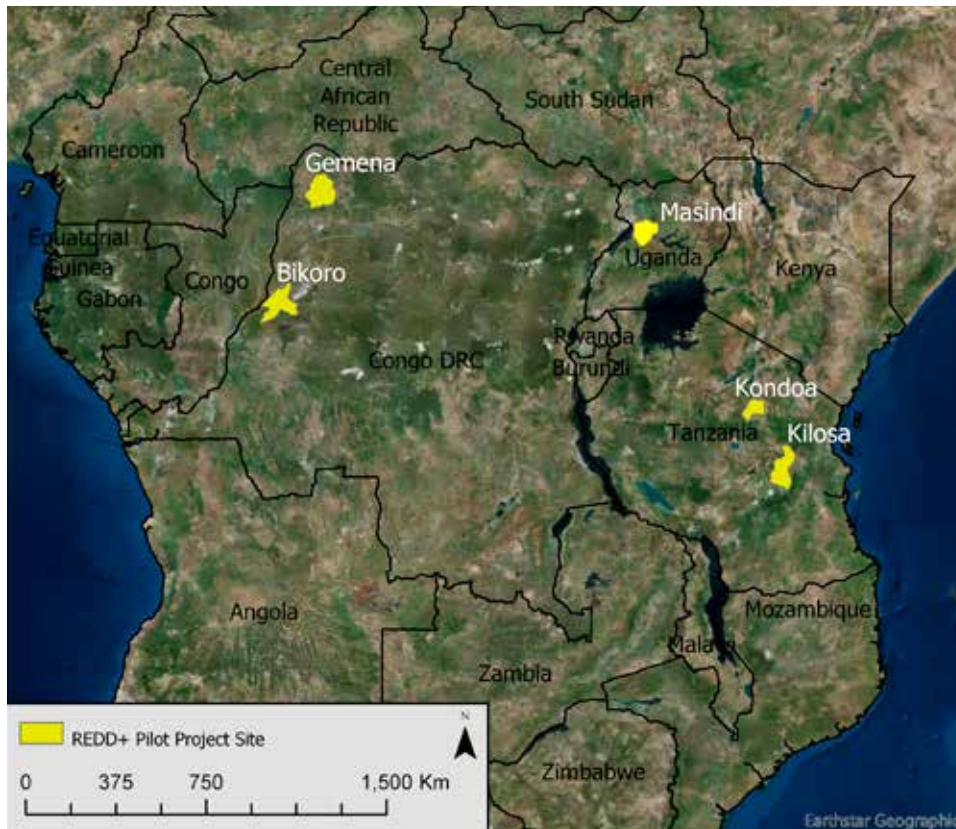 Central
African
Republic
South Sudan
Cameroon
Gemena
Masindi
Equatorial
Guinea
Uganda
Kenya
Congo
Bikoro
Gabon
Rwanda
Burundi
Congo DRC
Kondoa
Tanzania
Kilosa
Angola
Mozambique
Malawi
Zambia
Zimbabwe
REDD+ Pilot Project Site
N
0 375 750 1,500 Km
Earthstar Geographic